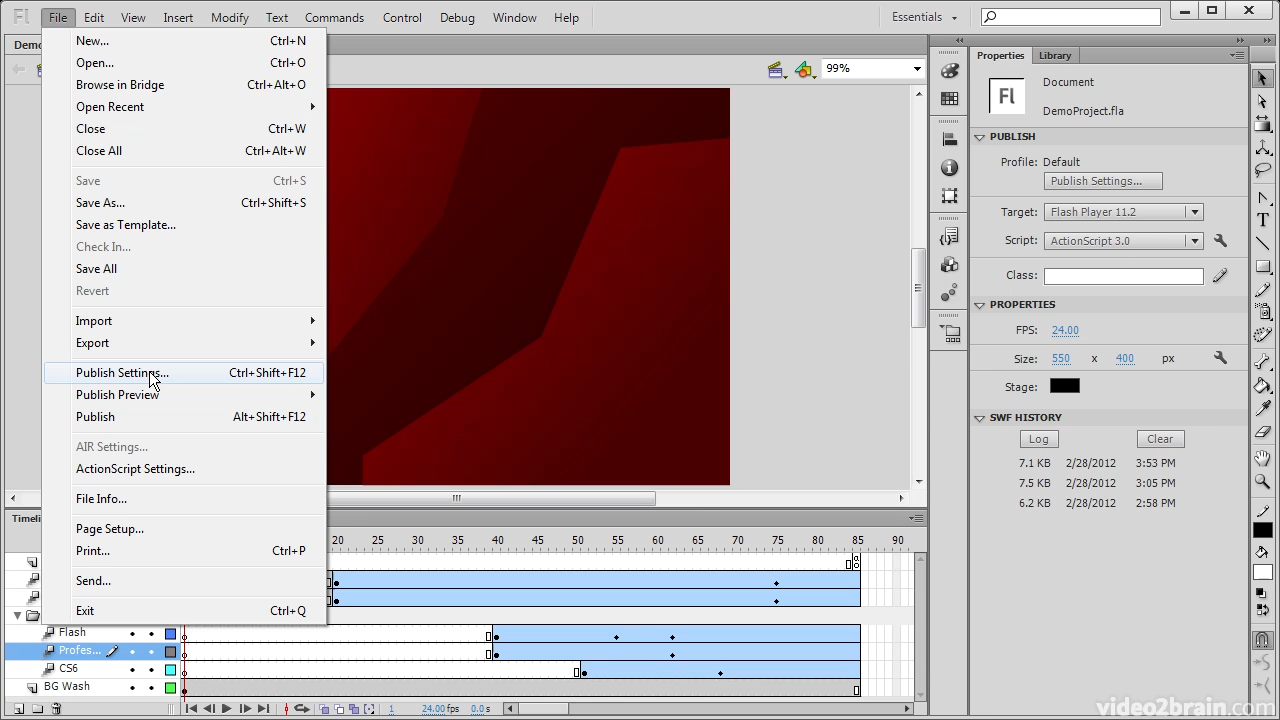 Fl File Edit View Insert Modify Text Commands Control Debug Window Help Essentials
Demo
99%
New... Ctrl+N
Open... Ctrl+O
Browse in Bridge Ctrl+Alt+O
Open Recent
Close Ctrl+W
Close All Ctrl+Alt+W
Save Ctrl+S
Save As... Ctrl+Shift+S
Save as Template...
Check In...
Save All
Revert
Import
Export
Publish Settings... Ctrl+Shift+F12
Publish Preview
Publish Alt+Shift+F12
AIR Settings...
ActionScript Settings...
File Info...
Page Setup...
Print... Ctrl+P
Send...
Exit Ctrl+Q
Properties Library
Fl
Document
DemoProject.fla
PUBLISH
Profile: Default
Publish Settings...
Target: Flash Player 11.2
Script: ActionScript 3.0
Class:
PROPERTIES
FPS: 24.00
Size: 550 x 400 px
Stage:
SWF HISTORY
Log Clear
7.1 KB 2/28/2012 3:53 PM
7.5 KB 2/28/2012 3:05 PM
6.2 KB 2/28/2012 2:58 PM
Timeli
20 25 30 35 40 45 50 55 60 65 70 75 80 85 90
Flash
Profes...
CS6
BG Wash
1 24.00 fps 0.0 s
video2brain.com